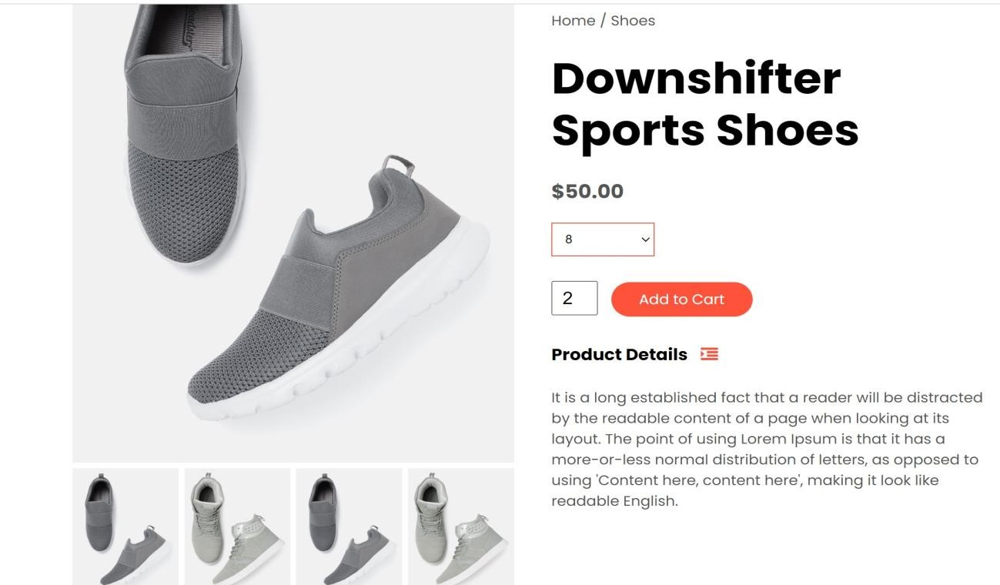 Home / Shoes
Downshifter
Sports Shoes
$50.00
8
2
Add to Cart
Product Details
It is a long established fact that a reader will be distracted
by the readable content of a page when looking at its
layout. The point of using Lorem Ipsum is that it has a
more-or-less normal distribution of letters, as opposed to
using 'Content here, content here', making it look like
readable English.